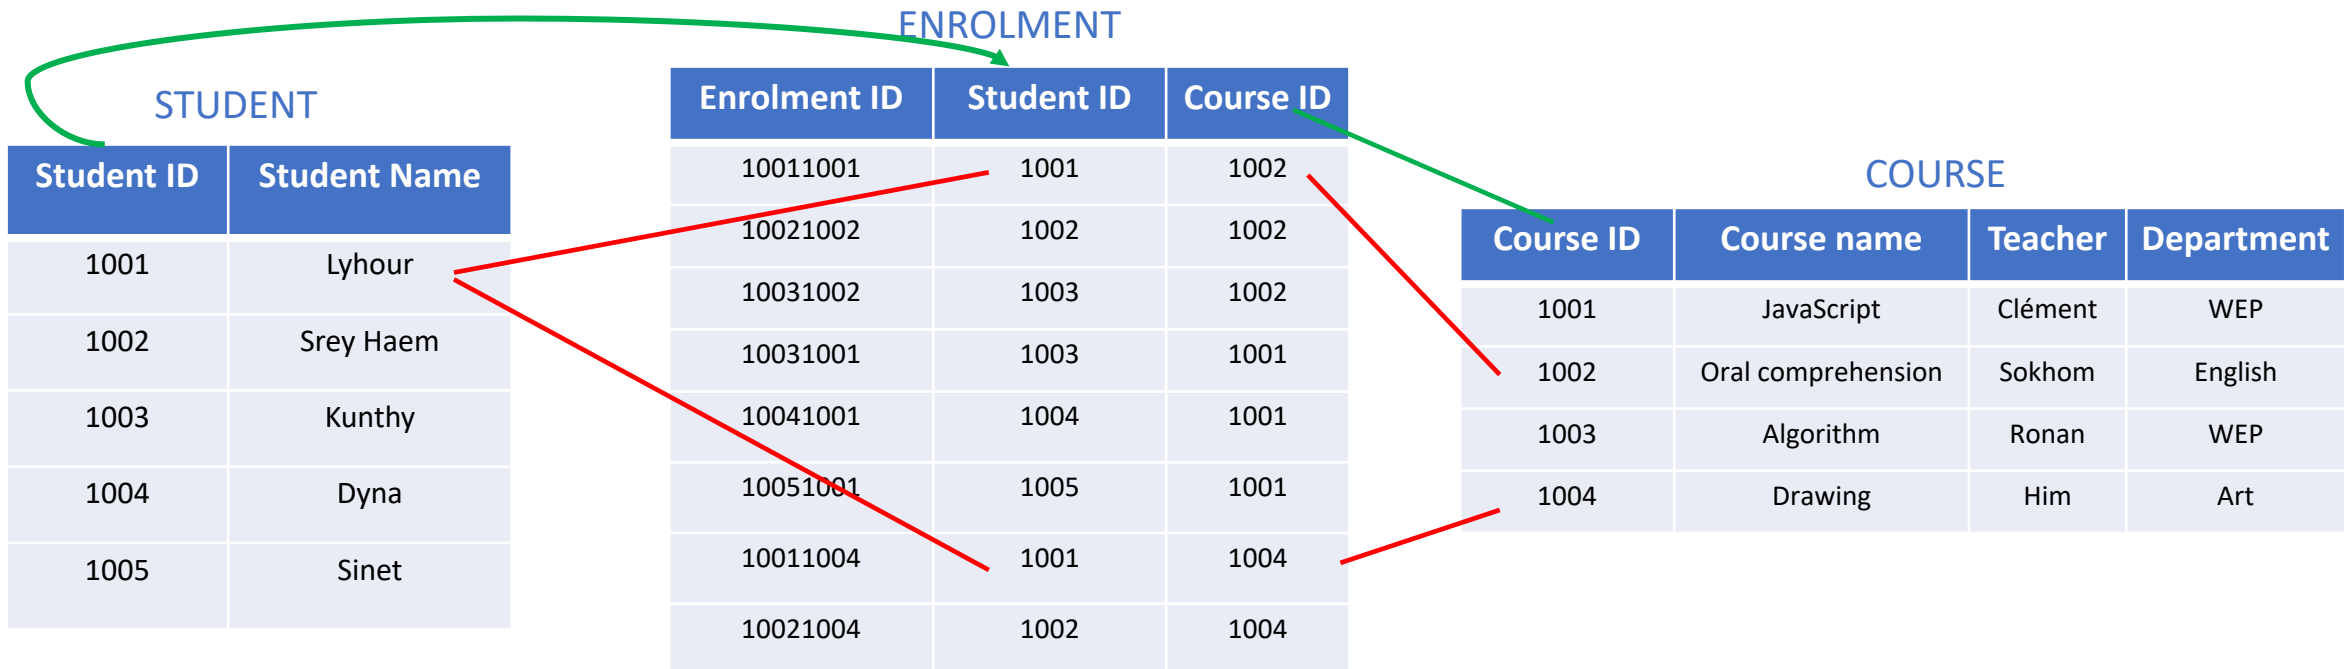 ENROLMENT
STUDENT
Student ID Student Name
1001 Lyhour
1002 Srey Haem
1003 Kunthy
1004 Dyna
1005 Sinet
Enrolment ID Student ID Course ID
10011001 1001 1002
10021002 1002 1002
10031002 1003 1002
10031001 1003 1001
10041001 1004 1001
10051001 1005 1001
10011004 1001 1004
10021004 1002 1004
COURSE
Course ID Course name Teacher Department
1001 JavaScript Clément WEP
1002 Oral comprehension Sokhom English
1003 Algorithm Ronan WEP
1004 Drawing Him Art